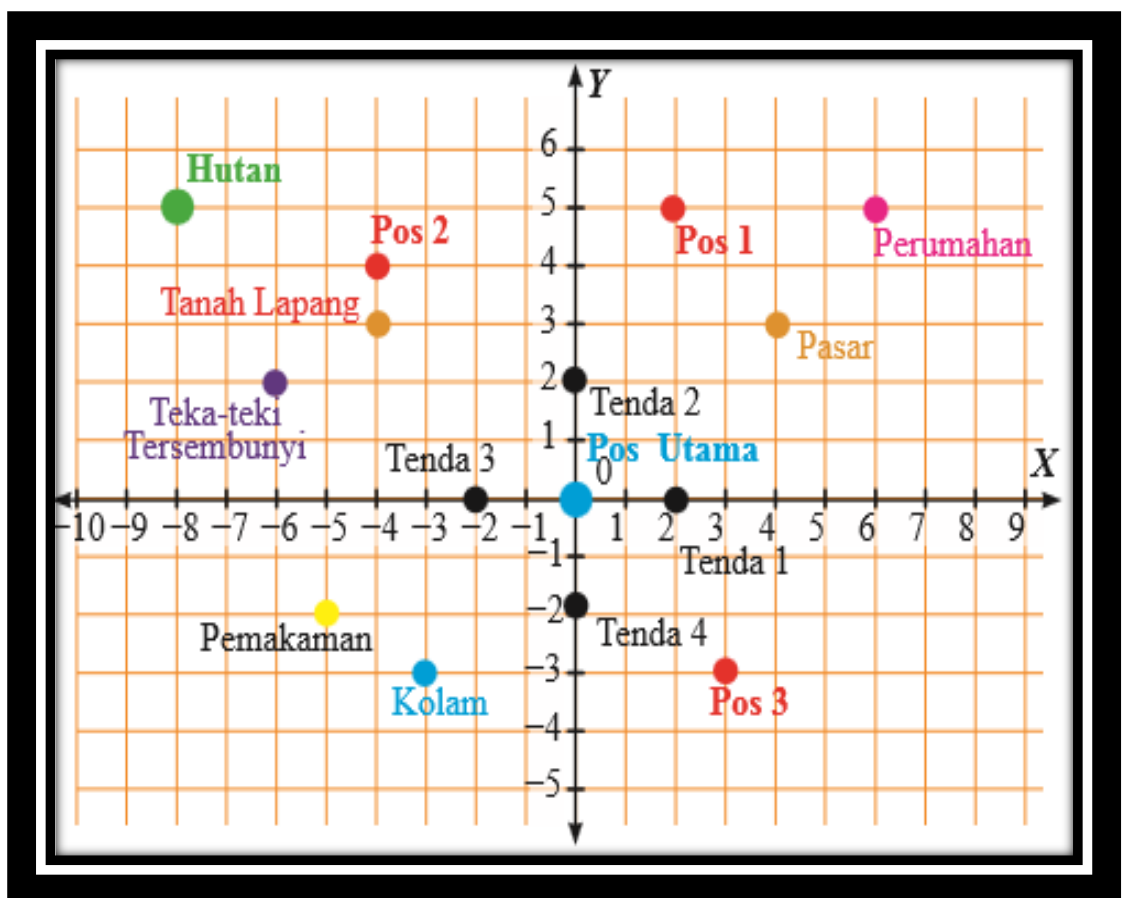 Y
6
Hutan
5
Pos 2
Pos 1
Perumahan
4
Tanah Lapang
3
Pasar
2
Teka-teki
Tersembunyi
Tenda 2
1
Pos Utama
Tenda 3
0
X
−10 −9 −8 −7 −6 −5 −4 −3 −2 −1 1 2 3 4 5 6 7 8 9
−1
Tenda 1
−2
Pemakaman
Tenda 4
−3
Kolam
Pos 3
−4
−5